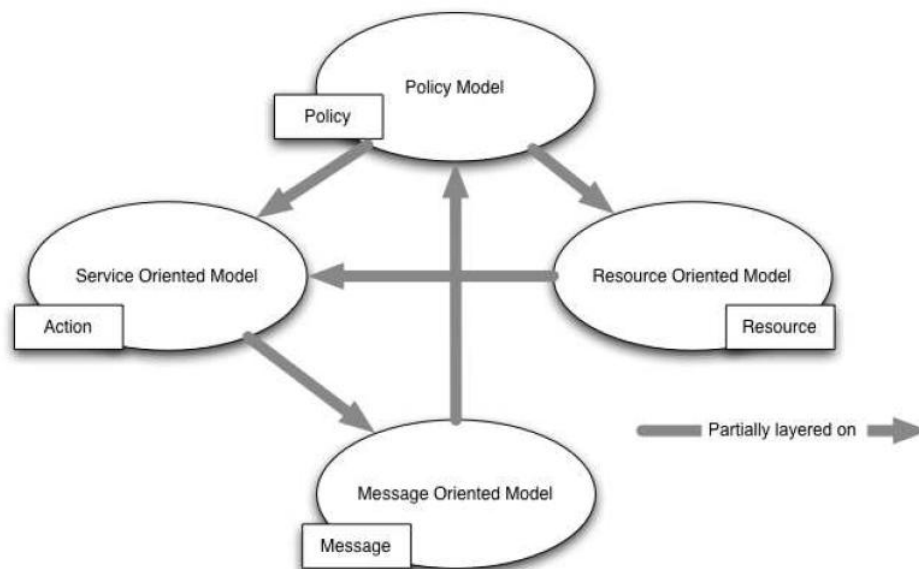 Policy Model
Policy
Service Oriented Model
Resource Oriented Model
Action
Resource
Partially layered on
Message Oriented Model
Message